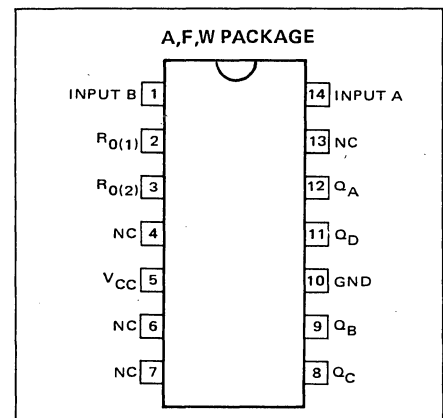 A,F,W PACKAGE
INPUT B 1 14 INPUT A
R0(1) 2 13 NC
R0(2) 3 12 QA
NC 4 11 QD
VCC 5 10 GND
NC 6 9 QB
NC 7 8 QC